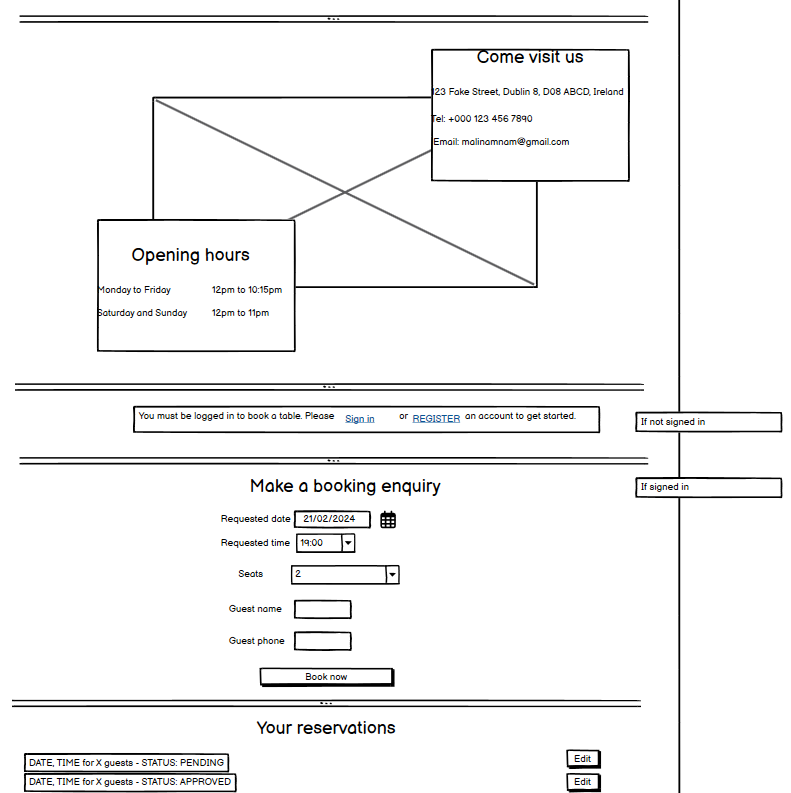 Come visit us
123 Fake Street, Dublin 8, D08 ABCD, Ireland
Tel: +000 123 456 7890
Email: malinamnam@gmail.com
Opening hours
Monday to Friday 12pm to 10:15pm
Saturday and Sunday 12pm to 11pm
You must be logged in to book a table. Please Sign in or REGISTER an account to get started.
If not signed in
If signed in
Make a booking enquiry
Requested date 21/02/2024
Requested time 19:00
Seats 2
Guest name
Guest phone
Book now
Your reservations
DATE, TIME for X guests - STATUS: PENDING Edit
DATE, TIME for X guests - STATUS: APPROVED Edit